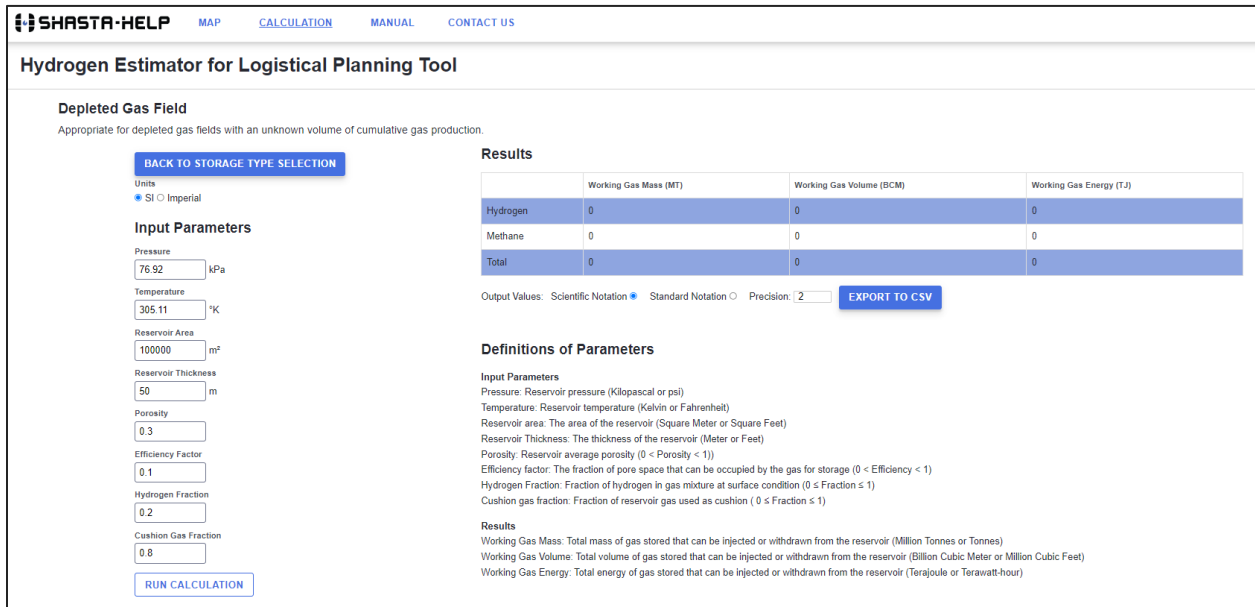 SHASTA-HELP MAP CALCULATION MANUAL CONTACT US
Hydrogen Estimator for Logistical Planning Tool
Depleted Gas Field
Appropriate for depleted gas fields with an unknown volume of cumulative gas production.
BACK TO STORAGE TYPE SELECTION
Units
SI Imperial
Input Parameters
Pressure
76.92 kPa
Temperature
305.11 °K
Reservoir Area
100000 m²
Reservoir Thickness
50 m
Porosity
0.3
Efficiency Factor
0.1
Hydrogen Fraction
0.2
Cushion Gas Fraction
0.8
RUN CALCULATION
Results
Working Gas Mass (MT) Working Gas Volume (BCM) Working Gas Energy (TJ)
Hydrogen 0 0 0
Methane 0 0 0
Total 0 0 0
Output Values: Scientific Notation Standard Notation Precision: 2 EXPORT TO CSV
Definitions of Parameters
Input Parameters
Pressure: Reservoir pressure (Kilopascal or psi)
Temperature: Reservoir temperature (Kelvin or Fahrenheit)
Reservoir area: The area of the reservoir (Square Meter or Square Feet)
Reservoir Thickness: The thickness of the reservoir (Meter or Feet)
Porosity: Reservoir average porosity (0 < Porosity < 1))
Efficiency factor: The fraction of pore space that can be occupied by the gas for storage (0 < Efficiency < 1)
Hydrogen Fraction: Fraction of hydrogen in gas mixture at surface condition (0 ≤ Fraction ≤ 1)
Cushion gas fraction: Fraction of reservoir gas used as cushion ( 0 ≤ Fraction ≤ 1)
Results
Working Gas Mass: Total mass of gas stored that can be injected or withdrawn from the reservoir (Million Tonnes or Tonnes)
Working Gas Volume: Total volume of gas stored that can be injected or withdrawn from the reservoir (Billion Cubic Meter or Million Cubic Feet)
Working Gas Energy: Total energy of gas stored that can be injected or withdrawn from the reservoir (Terajoule or Terawatt-hour)